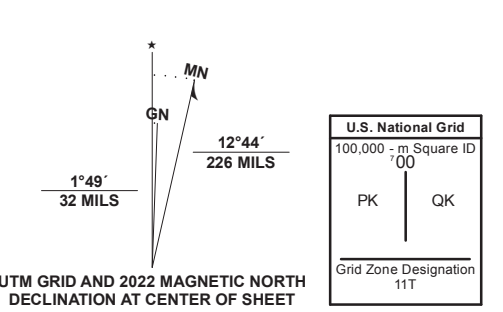 ★
MN
GN
12°44´
226 MILS
1°49´
32 MILS
UTM GRID AND 2022 MAGNETIC NORTH
DECLINATION AT CENTER OF SHEET
U.S. National Grid
100,000 - m Square ID
⁷00
PK QK
Grid Zone Designation
11T